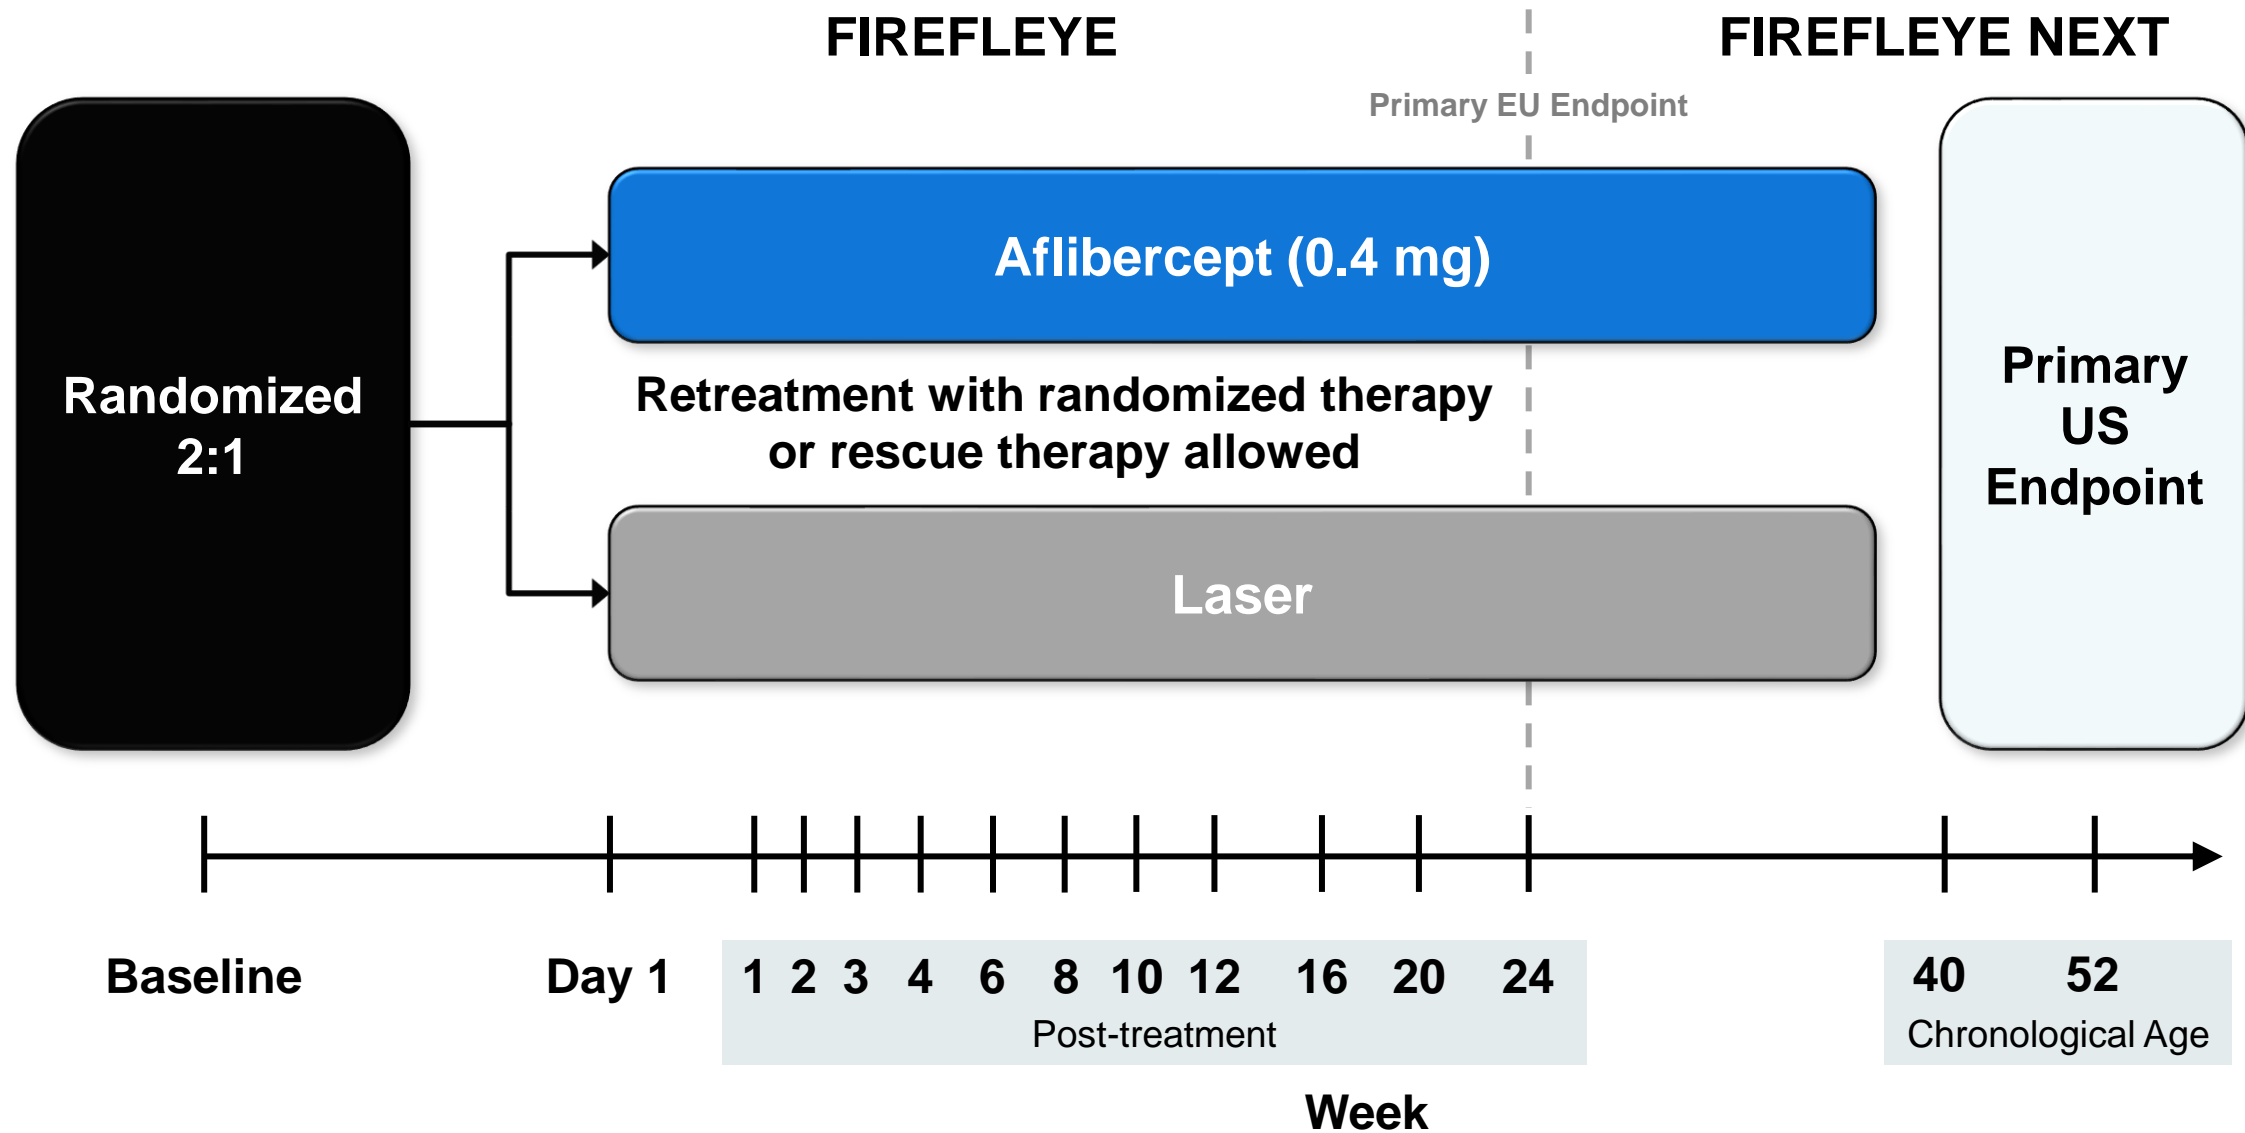 FIREFLEYE
FIREFLEYE NEXT
Primary EU Endpoint
Randomized
2:1
Aflibercept (0.4 mg)
Retreatment with randomized therapy
or rescue therapy allowed
Laser
Primary
US
Endpoint
Baseline
Day 1
1 2 3 4 6 8 10 12 16 20 24
Post-treatment
40 52
Chronological Age
Week